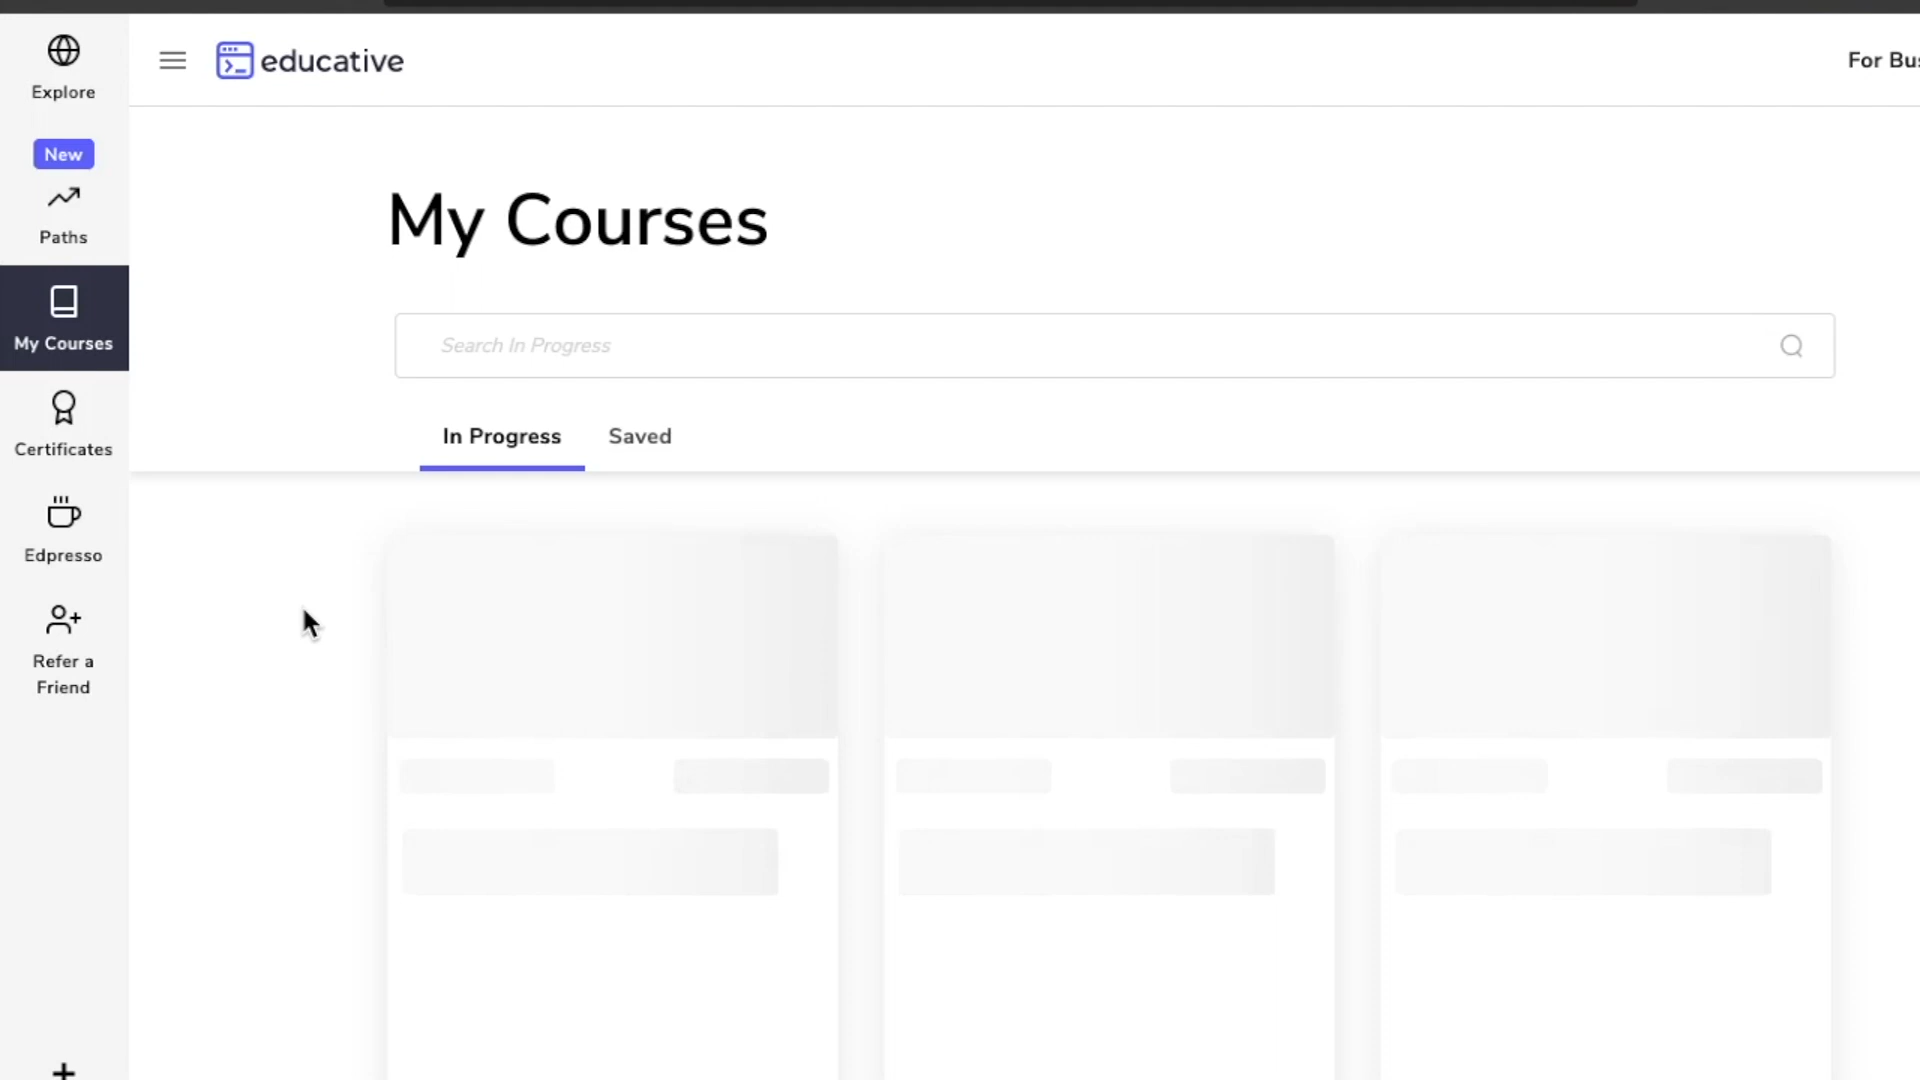 Explore
New
Paths
My Courses
Certificates
Edpresso
Refer a
Friend
educative
For Bus
My Courses
Search In Progress
In Progress
Saved